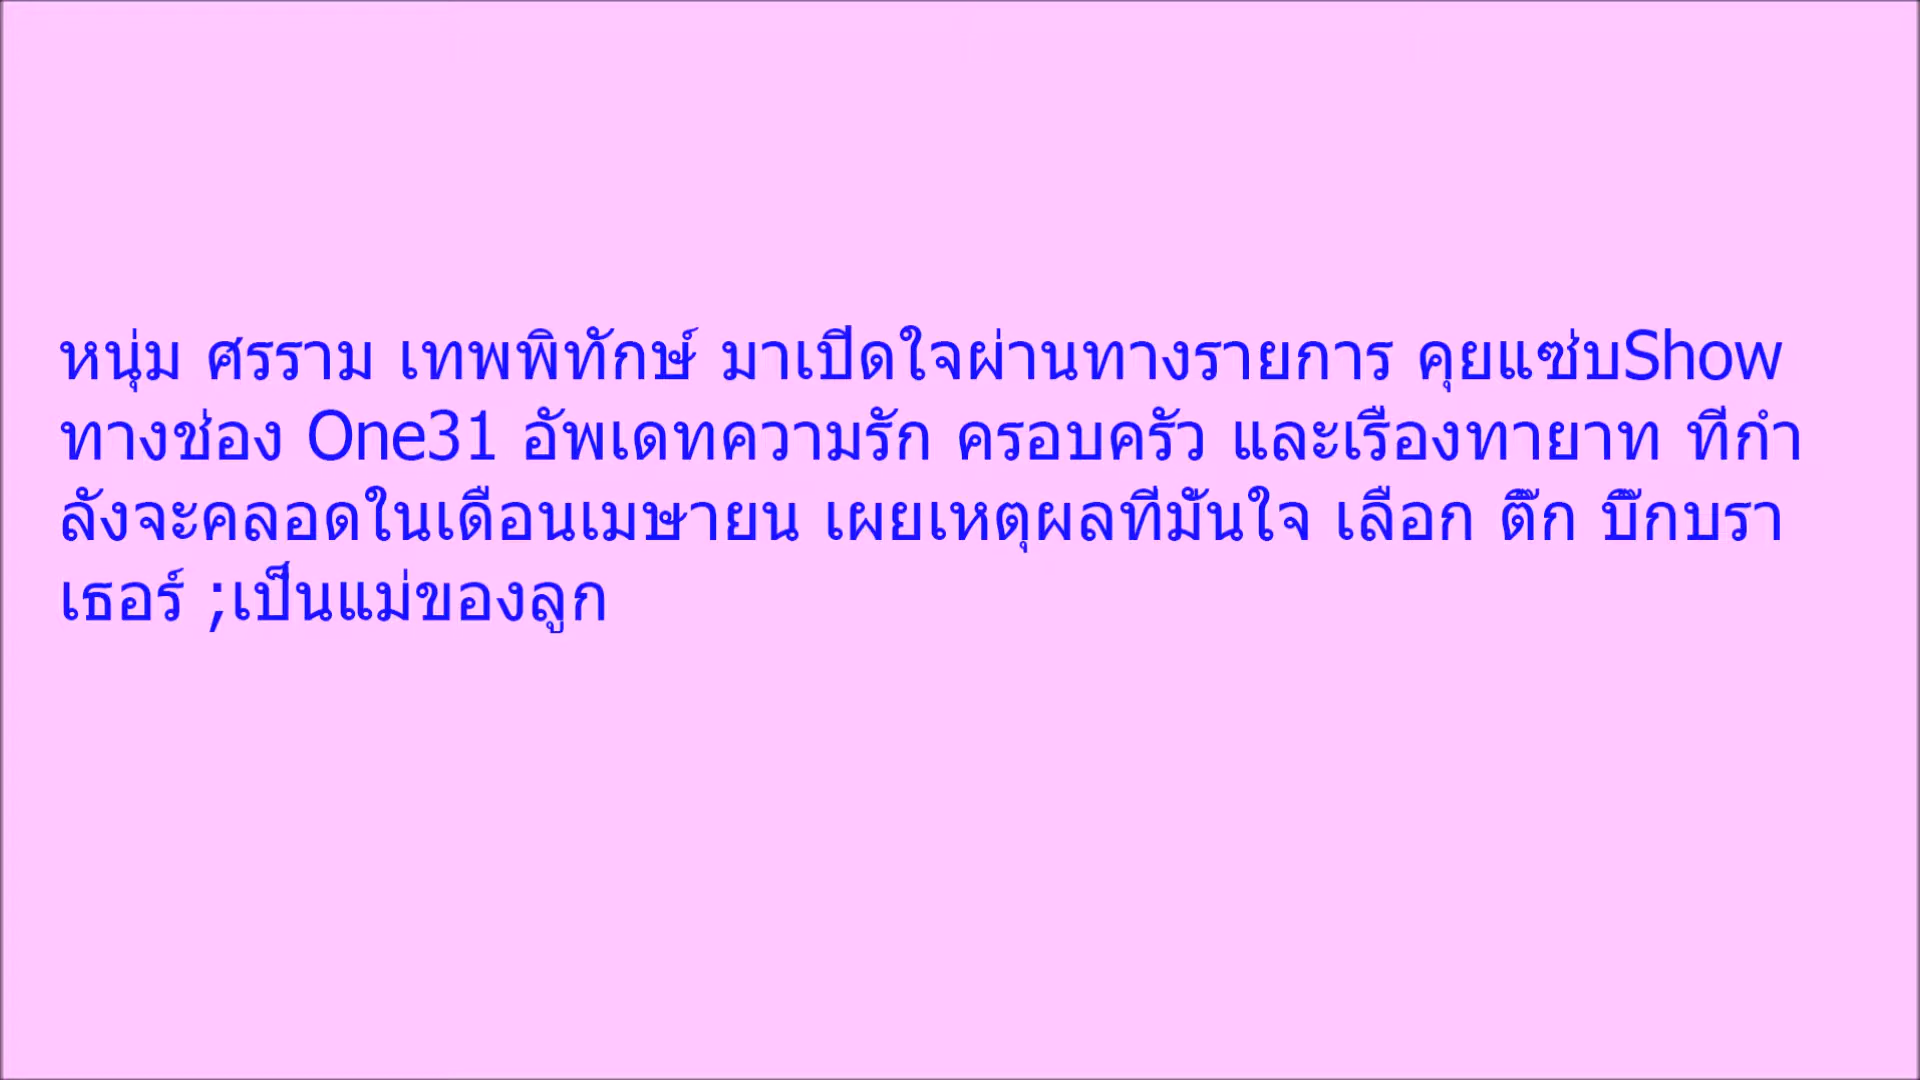 หนุ่ม ศรราม เทพพิทักษ์ มาเปิดใจผ่านทางรายการ คุยแซ่บShow
ทางช่อง One31 อัพเดทความรัก ครอบครัว และเรื่องทายาท ที่กำ
ลังจะคลอดในเดือนเมษายน เผยเหตุผลที่มั่นใจ เลือก ติ๊ก บิ๊กบรา
เธอร์ ;เป็นแม่ของลูก